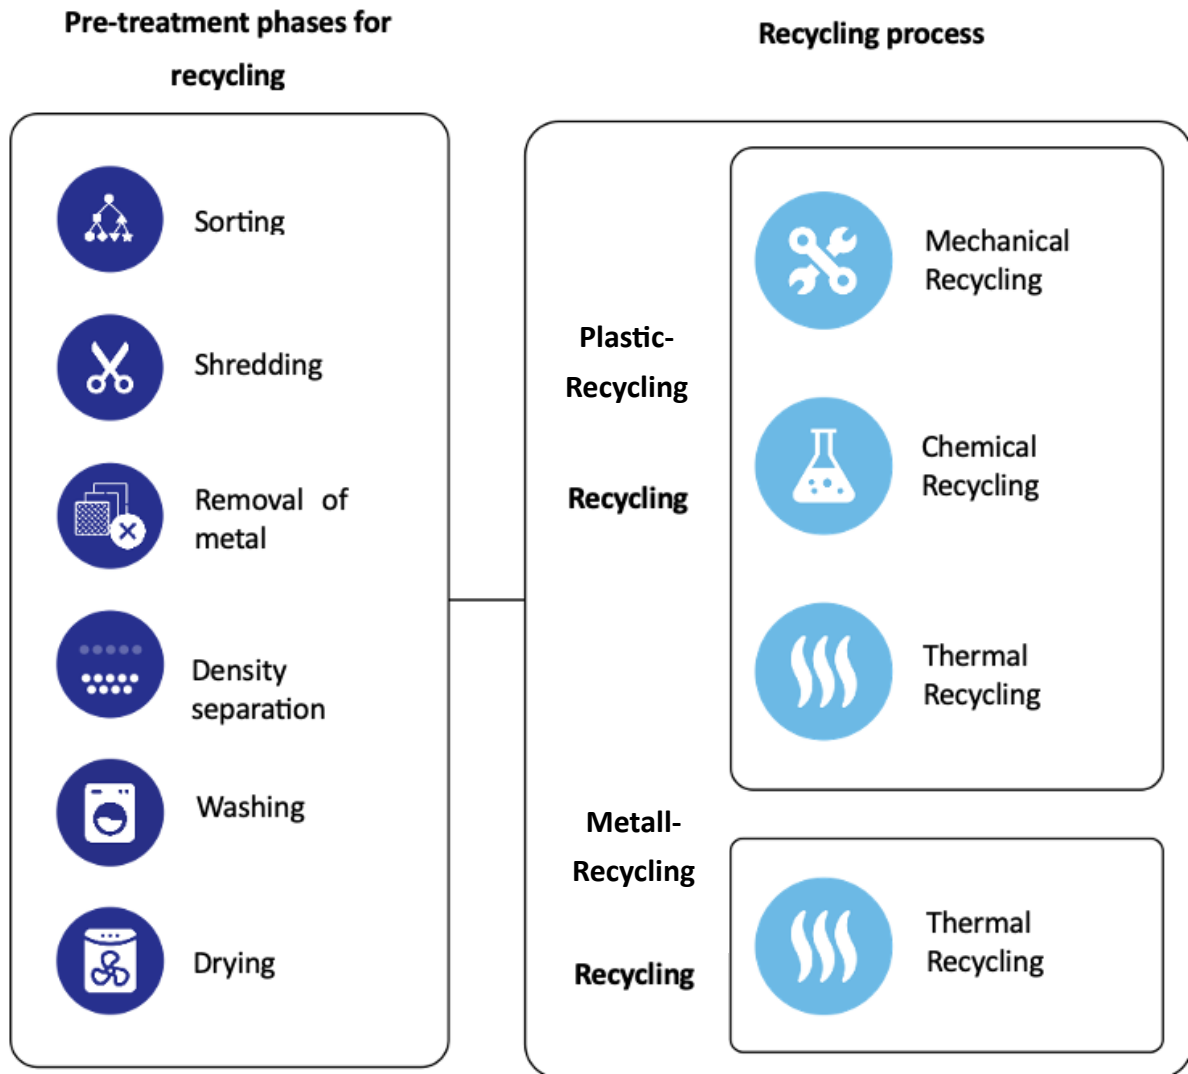 Pre-treatment phases for
recycling
Sorting
Shredding
Removal of
metal
Density
separation
Washing
Drying
Recycling process
Plastic-
Recycling
Recycling
Mechanical
Recycling
Chemical
Recycling
Thermal
Recycling
Metall-
Recycling
Recycling
Thermal
Recycling